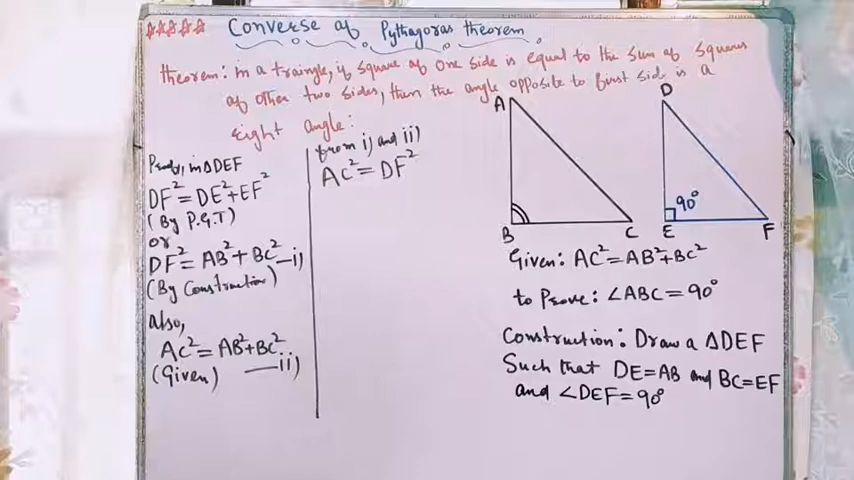 Converse of Pythagoras theorem
theorem: in a traingle, if square of one side is equal to the sum of squares
of other two sides, then the angle opposite to first side is a
eight angle:
Proof, in ΔDEF
DF² = DE² + EF²
(By P.G.T)
or
DF² = AB² + BC² —i)
(By Construction)
Also,
AC² = AB² + BC²
(Given) —ii)
from i) and ii)
AC² = DF²
A
B
C
D
90°
E
F
Given: AC² = AB² + BC²
to Prove: ∠ABC = 90°
Construction: Draw a ΔDEF
Such that DE = AB and BC = EF
and ∠DEF = 90°